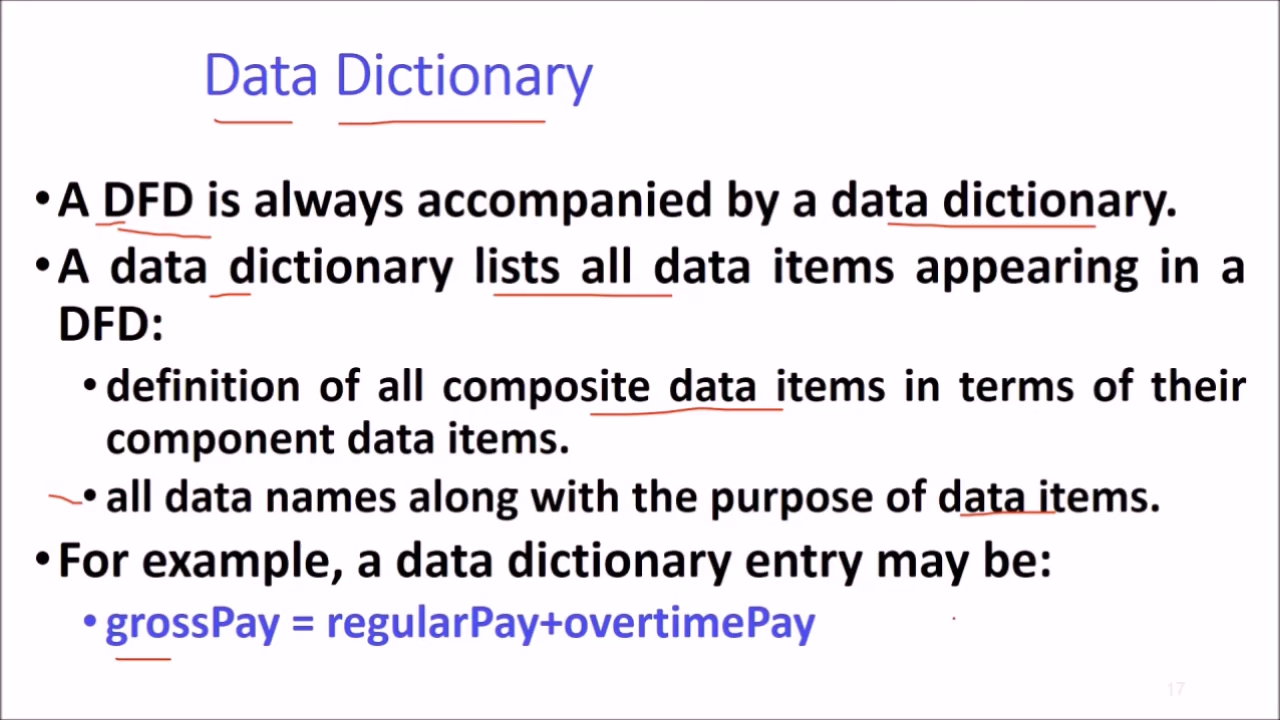 Data Dictionary
•A DFD is always accompanied by a data dictionary.
•A data dictionary lists all data items appearing in a
DFD:
•definition of all composite data items in terms of their
component data items.
•all data names along with the purpose of data items.
•For example, a data dictionary entry may be:
•grossPay = regularPay+overtimePay
17